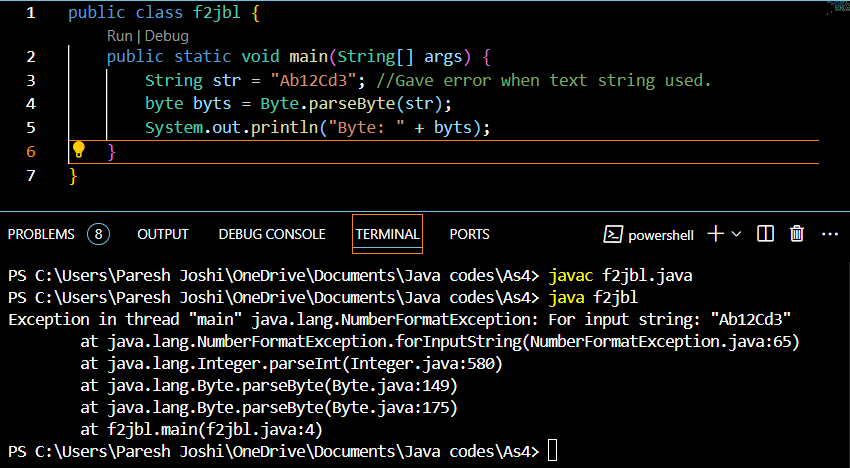 1 public class f2jbl {
Run | Debug
2 public static void main(String[] args) {
3 String str = "Ab12Cd3"; //Gave error when text string used.
4 byte byts = Byte.parseByte(str);
5 System.out.println("Byte: " + byts);
6 }
7 }
PROBLEMS 8 OUTPUT DEBUG CONSOLE TERMINAL PORTS powershell
PS C:\Users\Paresh Joshi\OneDrive\Documents\Java codes\As4> javac f2jbl.java
PS C:\Users\Paresh Joshi\OneDrive\Documents\Java codes\As4> java f2jbl
Exception in thread "main" java.lang.NumberFormatException: For input string: "Ab12Cd3"
at java.lang.NumberFormatException.forInputString(NumberFormatException.java:65)
at java.lang.Integer.parseInt(Integer.java:580)
at java.lang.Byte.parseByte(Byte.java:149)
at java.lang.Byte.parseByte(Byte.java:175)
at f2jbl.main(f2jbl.java:4)
PS C:\Users\Paresh Joshi\OneDrive\Documents\Java codes\As4>